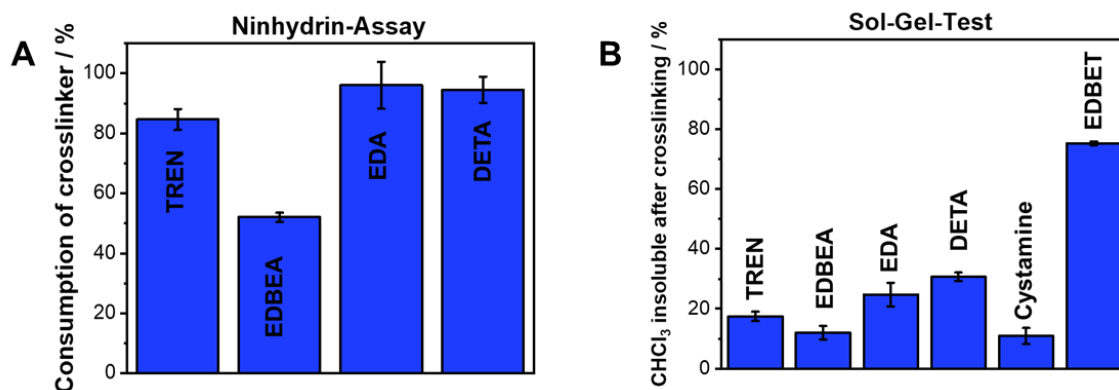 A
Ninhydrin-Assay
Consumption of crosslinker / %
100
80
60
40
20
0
TREN
EDBEA
EDA
DETA
B
Sol-Gel-Test
CHCl₃ insoluble after crosslinking / %
100
80
60
40
20
0
TREN
EDBEA
EDA
DETA
Cystamine
EDBET